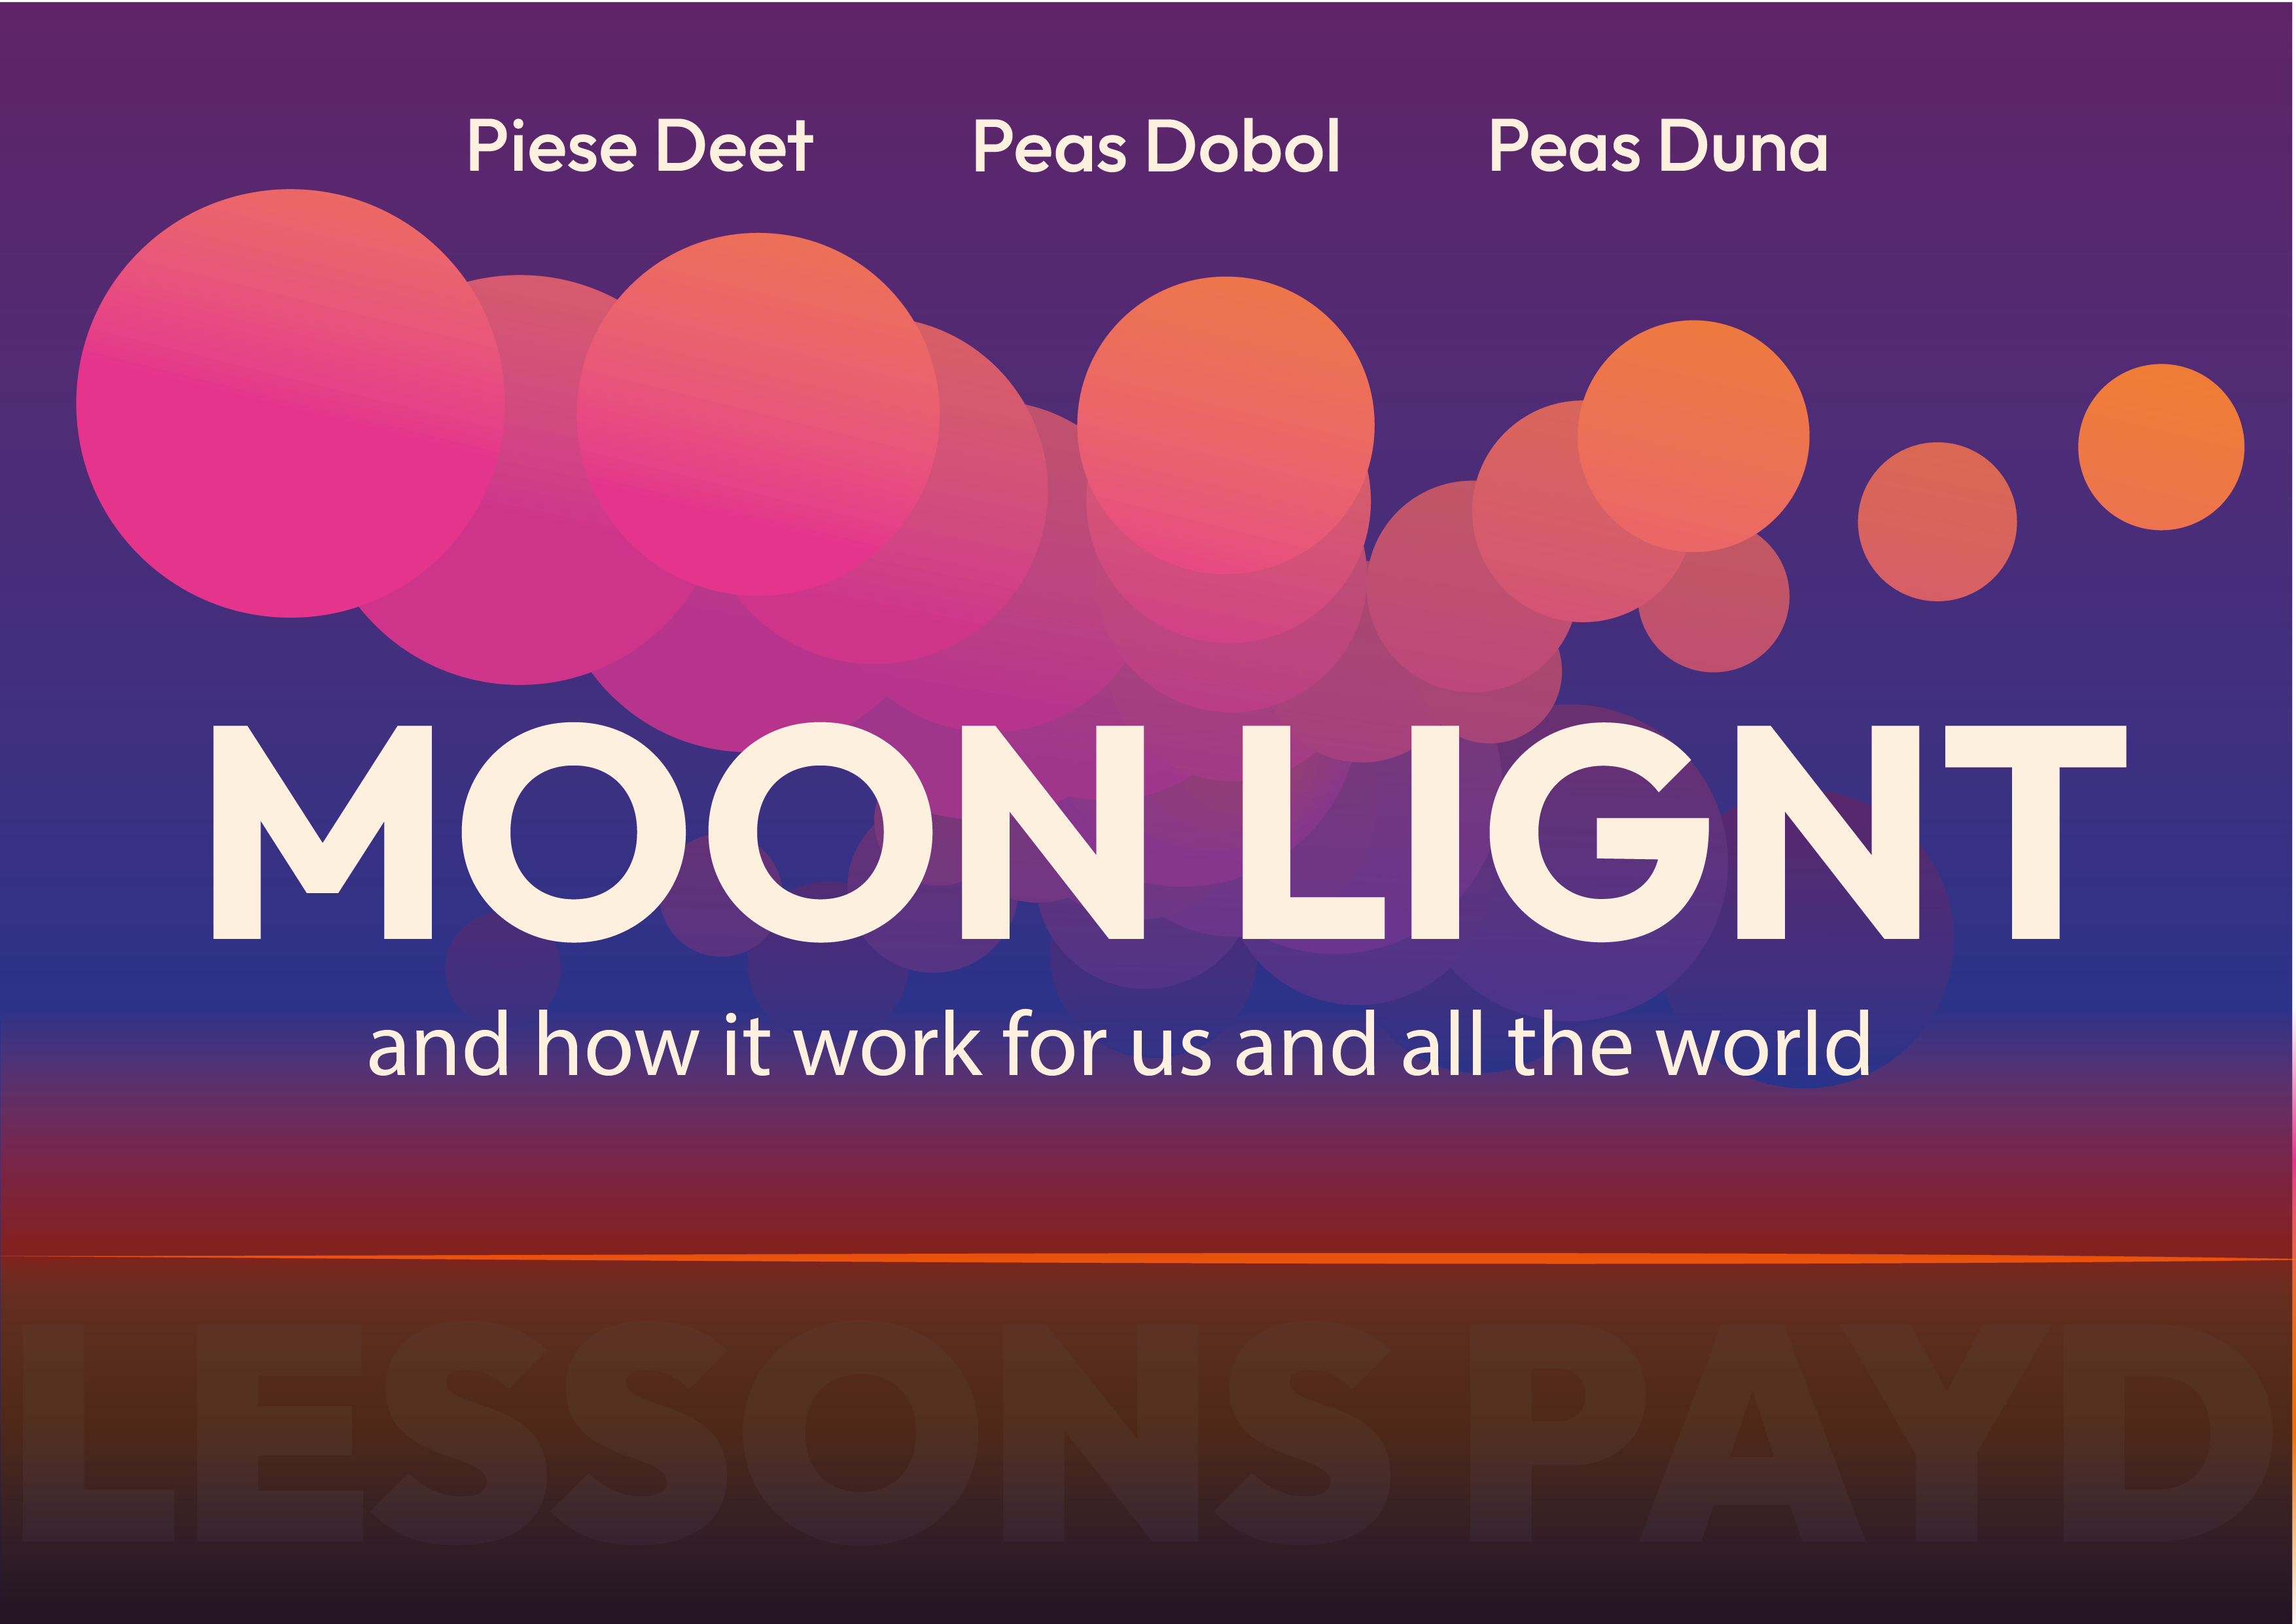 Piese Deet Peas Dobol Peas Duna
MOON LIGNT
and how it work for us and all the world
LESSONS PAYD